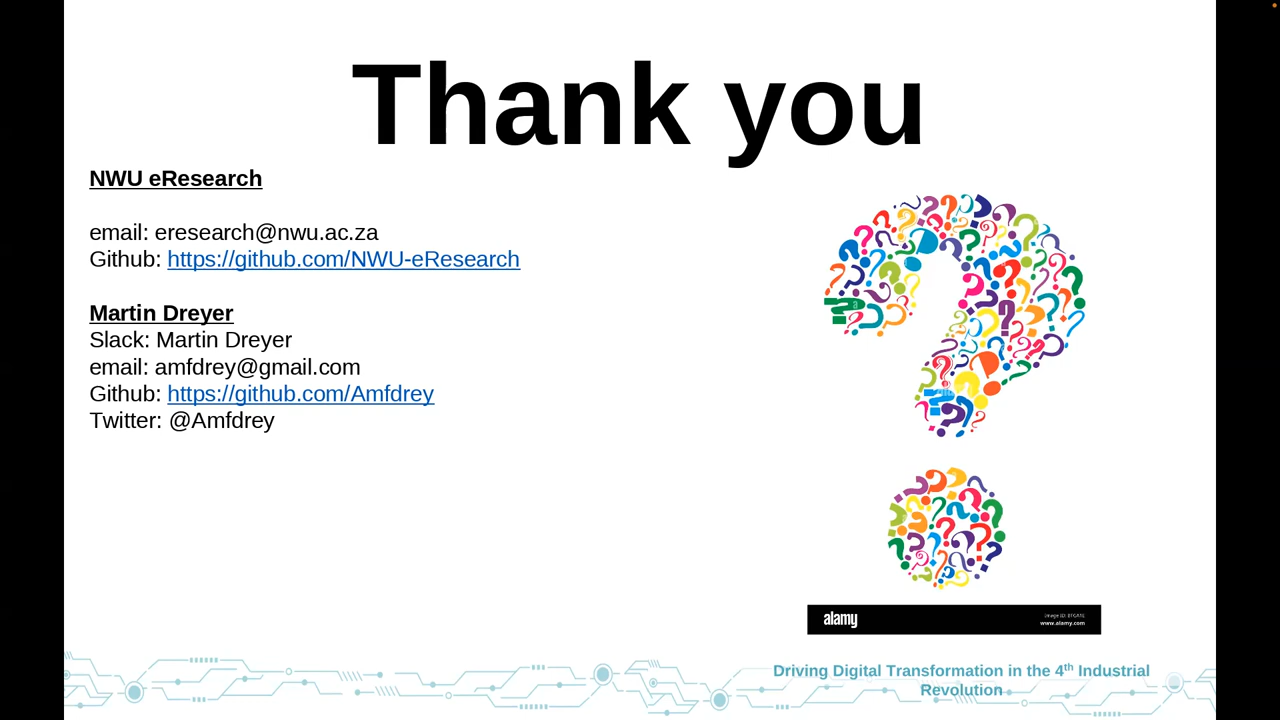 Thank you
NWU eResearch
email: eresearch@nwu.ac.za
Github: https://github.com/NWU-eResearch
Martin Dreyer
Slack: Martin Dreyer
email: amfdrey@gmail.com
Github: https://github.com/Amfdrey
Twitter: @Amfdrey
alamy
www.alamy.com
Driving Digital Transformation in the 4th Industrial
Revolution